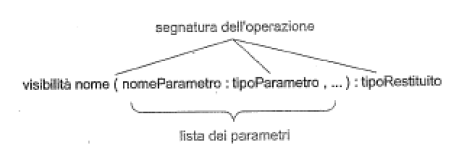 segnatura dell'operazione
visibilità nome ( nomeParametro : tipoParametro , ... ) : tipoRestituito
lista dei parametri